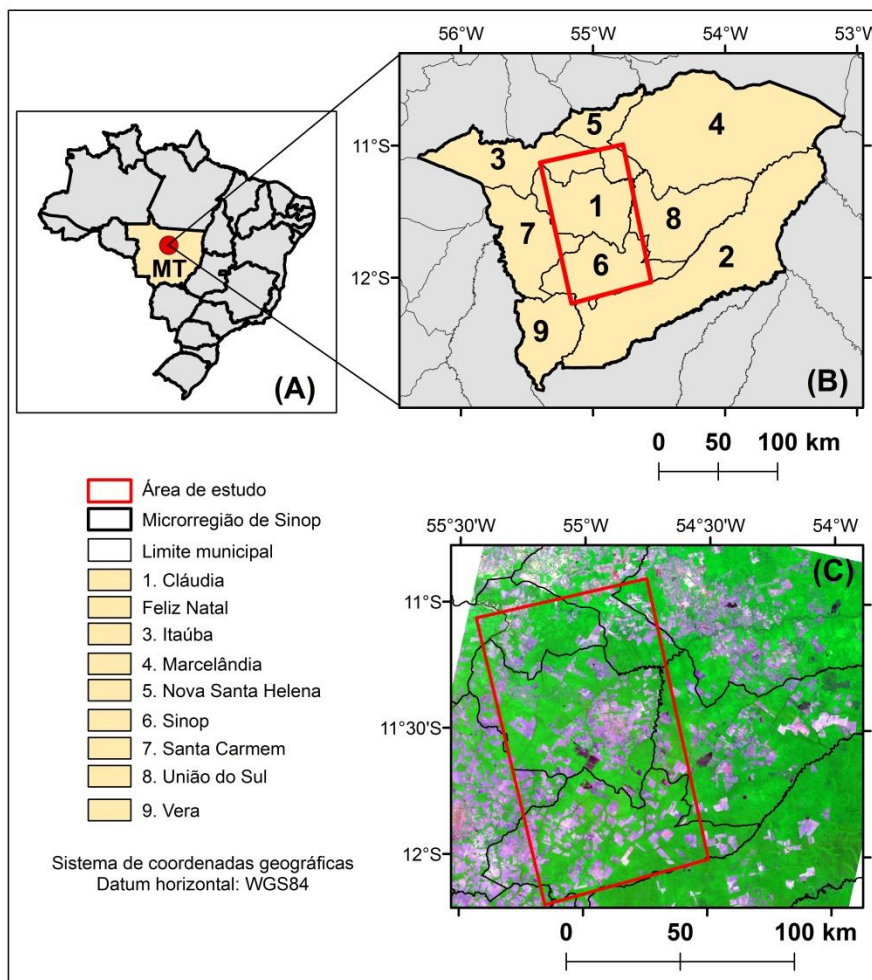 56°W 55°W 54°W 53°W
11°S
12°S
MT
(A)
1
2
3
4
5
6
7
8
9
(B)
0 50 100 km
Área de estudo
Microrregião de Sinop
Limite municipal
1. Cláudia
Feliz Natal
3. Itaúba
4. Marcelândia
5. Nova Santa Helena
6. Sinop
7. Santa Carmem
8. União do Sul
9. Vera
Sistema de coordenadas geográficas
Datum horizontal: WGS84
55°30'W 55°W 54°30'W 54°W
11°S
11°30'S
12°S
(C)
0 50 100 km